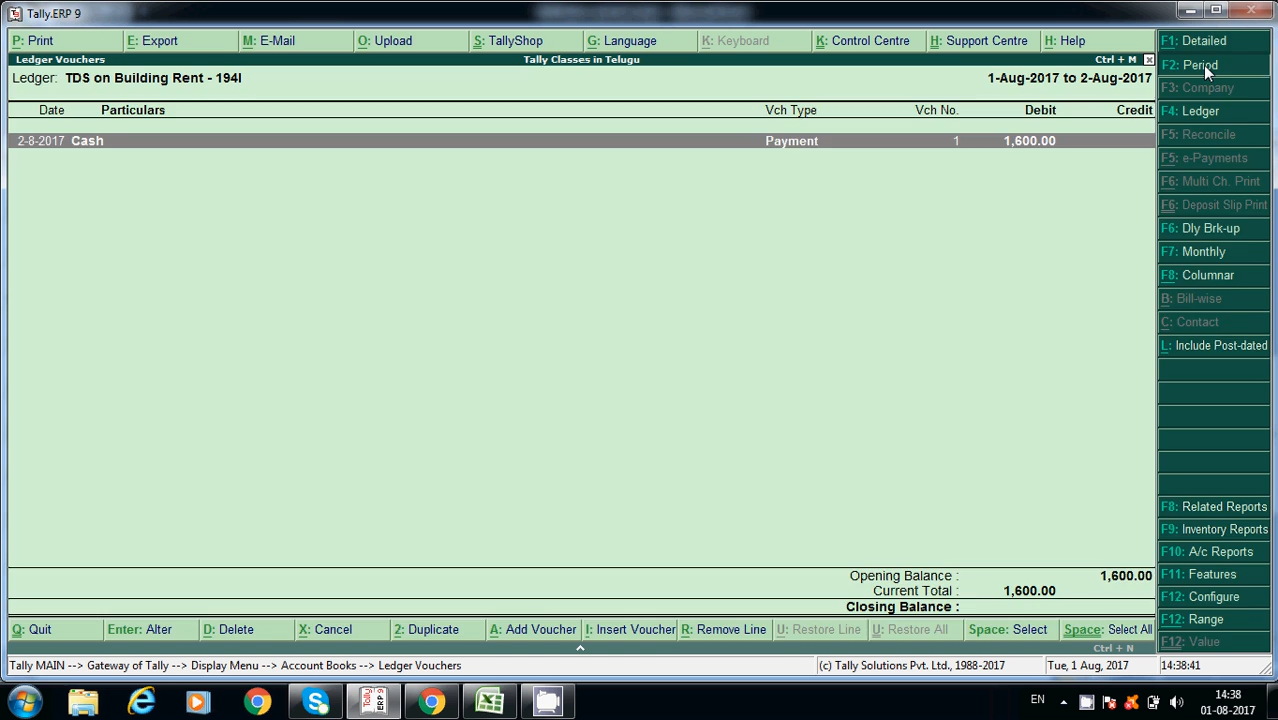 Tally.ERP 9
P: Print E: Export M: E-Mail O: Upload S: TallyShop G: Language K: Keyboard K: Control Centre H: Support Centre H: Help
Ledger Vouchers Tally Classes in Telugu Ctrl + M
Ledger: TDS on Building Rent - 194I 1-Aug-2017 to 2-Aug-2017
Date Particulars Vch Type Vch No. Debit Credit
2-8-2017 Cash Payment 1 1,600.00
Opening Balance : 1,600.00
Current Total : 1,600.00
Closing Balance :
Q: Quit Enter: Alter D: Delete X: Cancel 2: Duplicate A: Add Voucher I: Insert Voucher R: Remove Line U: Restore Line U: Restore All Space: Select Space: Select All
Ctrl + N
Tally MAIN --> Gateway of Tally --> Display Menu --> Account Books --> Ledger Vouchers (c) Tally Solutions Pvt. Ltd., 1988-2017 Tue, 1 Aug, 2017 14:38:41
F1: Detailed
F2: Period
F3: Company
F4: Ledger
F5: Reconcile
F5: e-Payments
F6: Multi Ch. Print
F6: Deposit Slip Print
F6: Dly Brk-up
F7: Monthly
F8: Columnar
B: Bill-wise
C: Contact
L: Include Post-dated
F8: Related Reports
F9: Inventory Reports
F10: A/c Reports
F11: Features
F12: Configure
F12: Range
F12: Value
Tally ERP 9
EN 14:38
01-08-2017